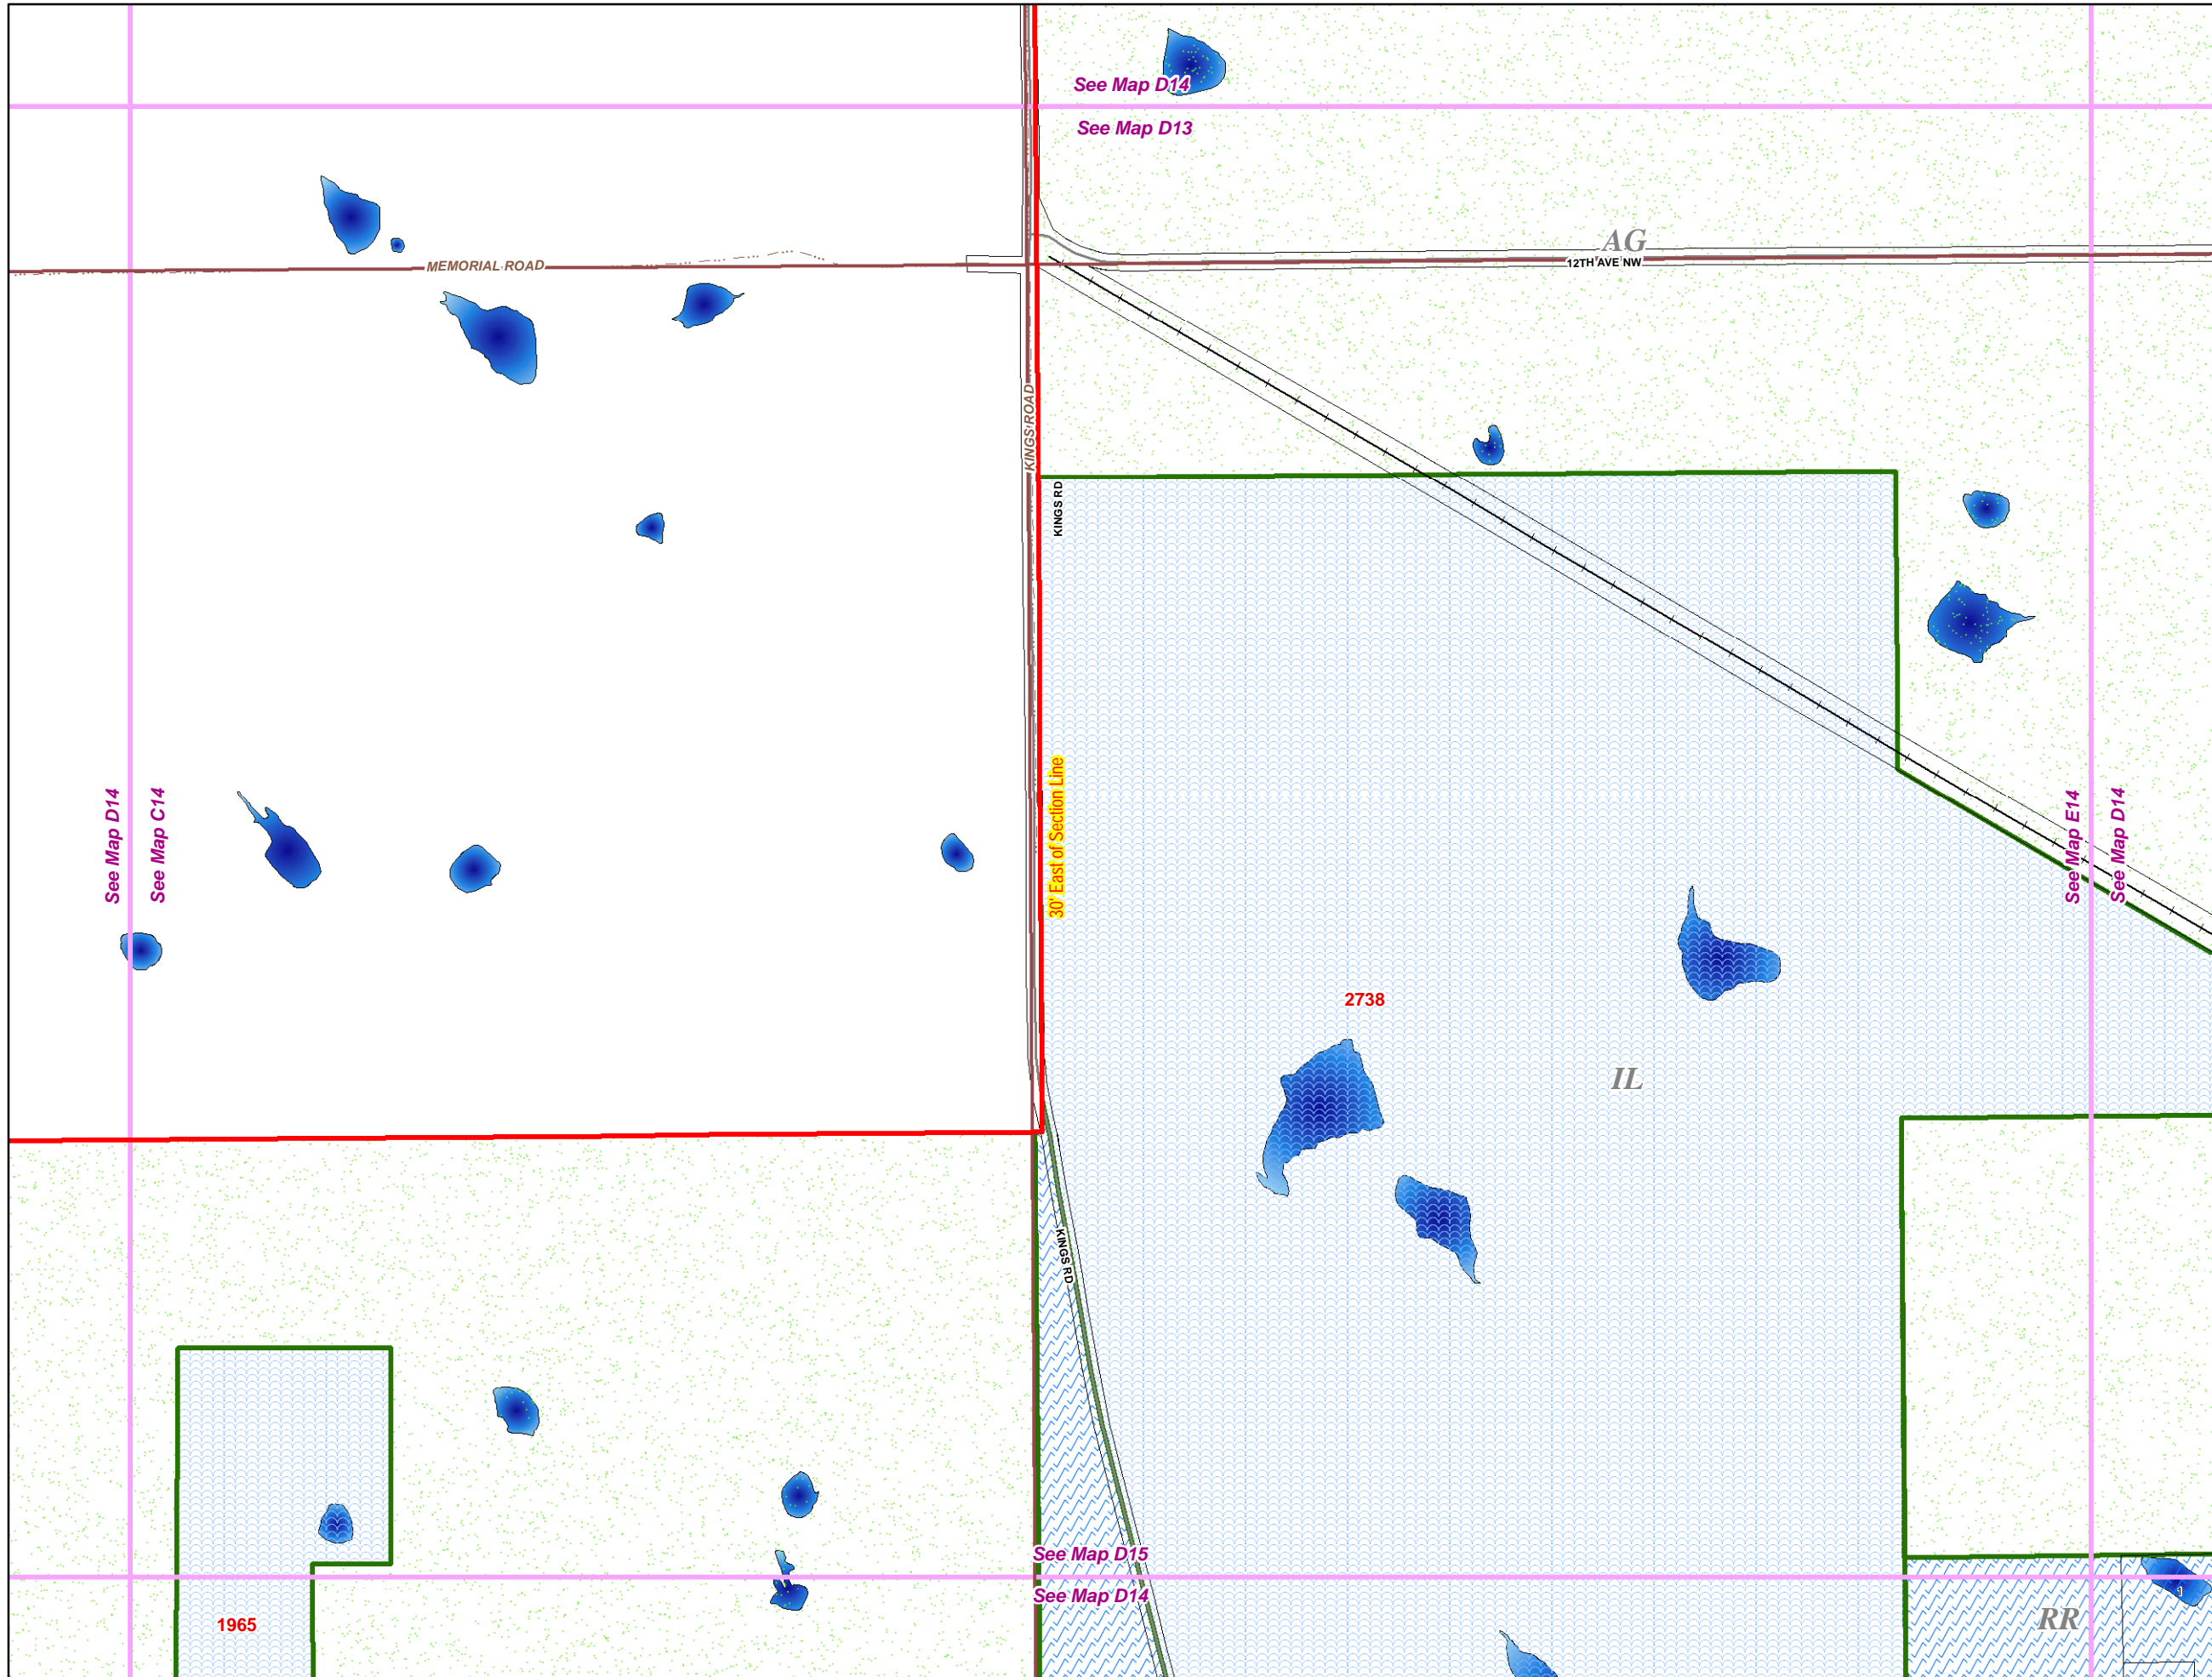 See Map D14
See Map D13
AG
MEMORIAL ROAD
12TH AVE NW
KINGS ROAD
KINGS RD
30' East of Section Line
See Map D14
See Map C14
See Map E14
See Map D14
2738
IL
KINGS RD
See Map D15
See Map D14
1
RR
1965